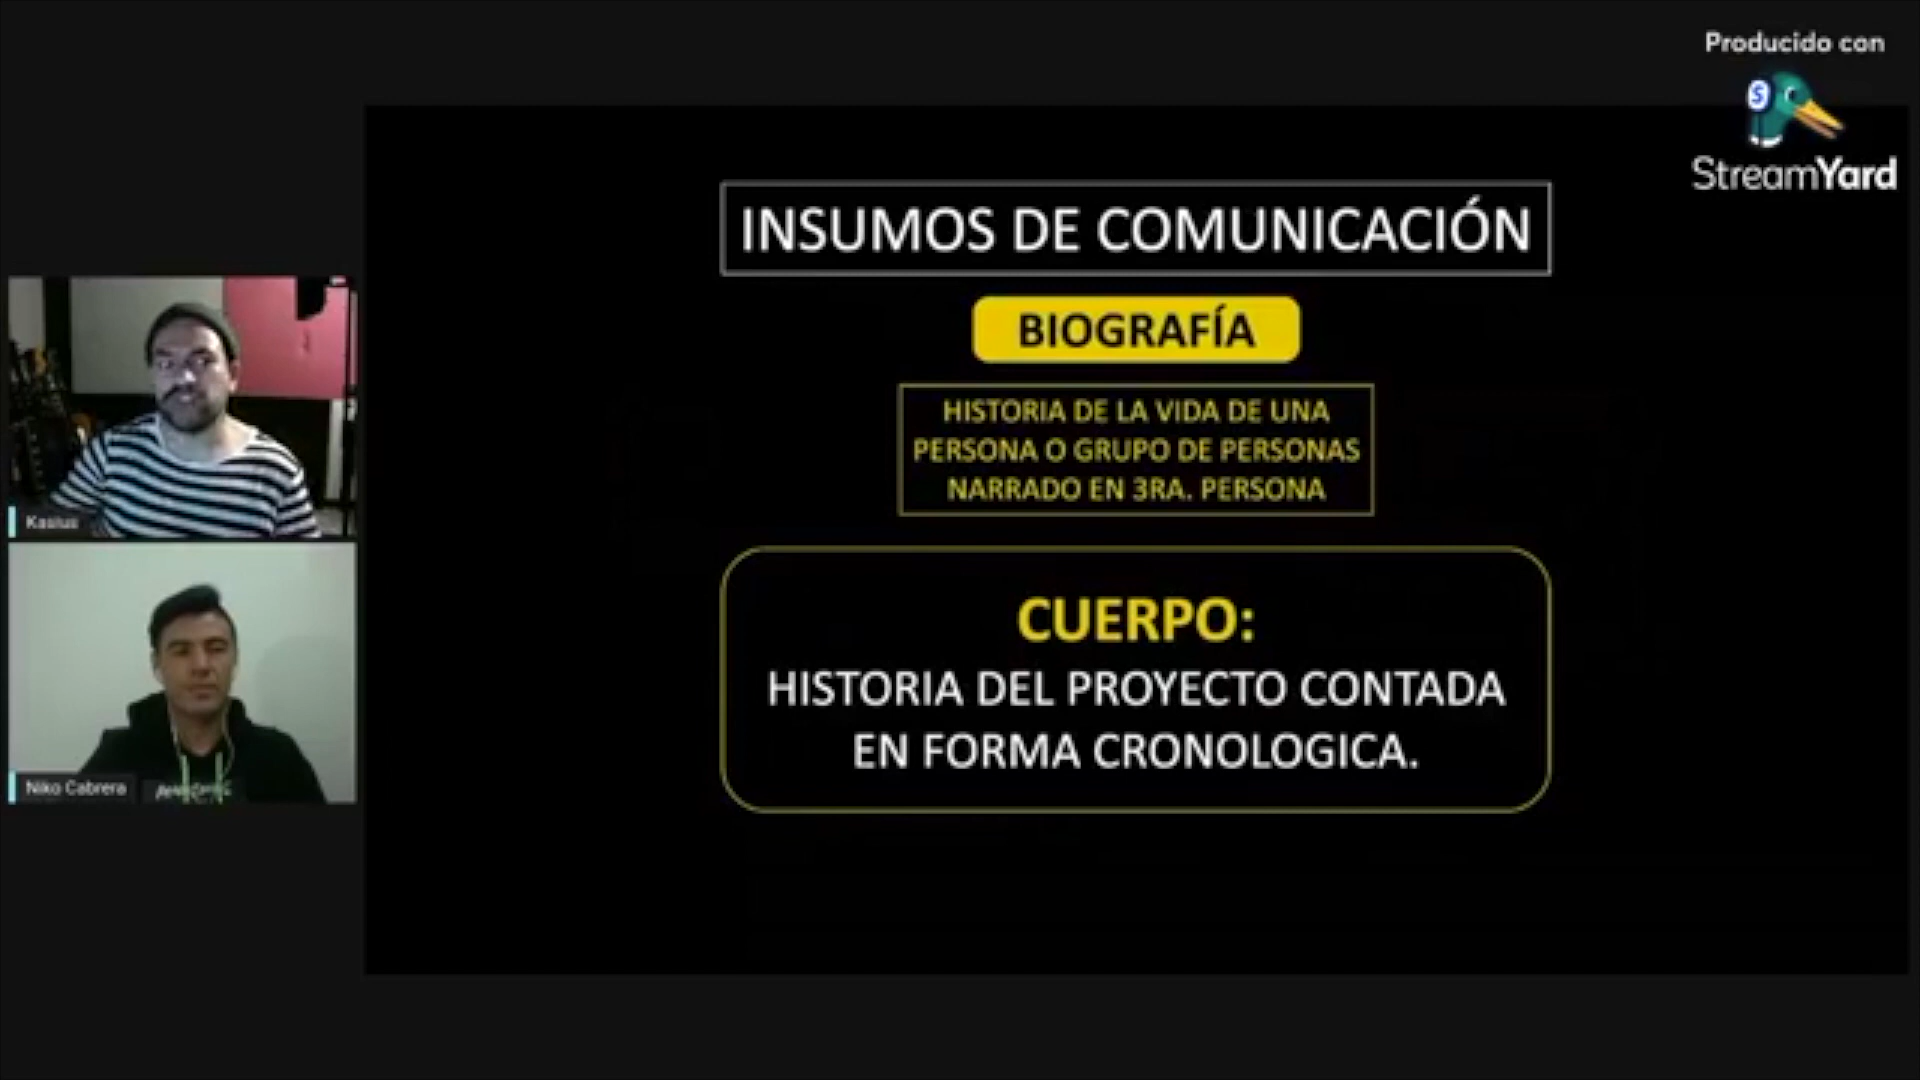 Producido con
S
StreamYard
INSUMOS DE COMUNICACIÓN
BIOGRAFÍA
HISTORIA DE LA VIDA DE UNA
PERSONA O GRUPO DE PERSONAS
NARRADO EN 3RA. PERSONA
CUERPO:
HISTORIA DEL PROYECTO CONTADA
EN FORMA CRONOLOGICA.
Kasius
Niko Cabrera